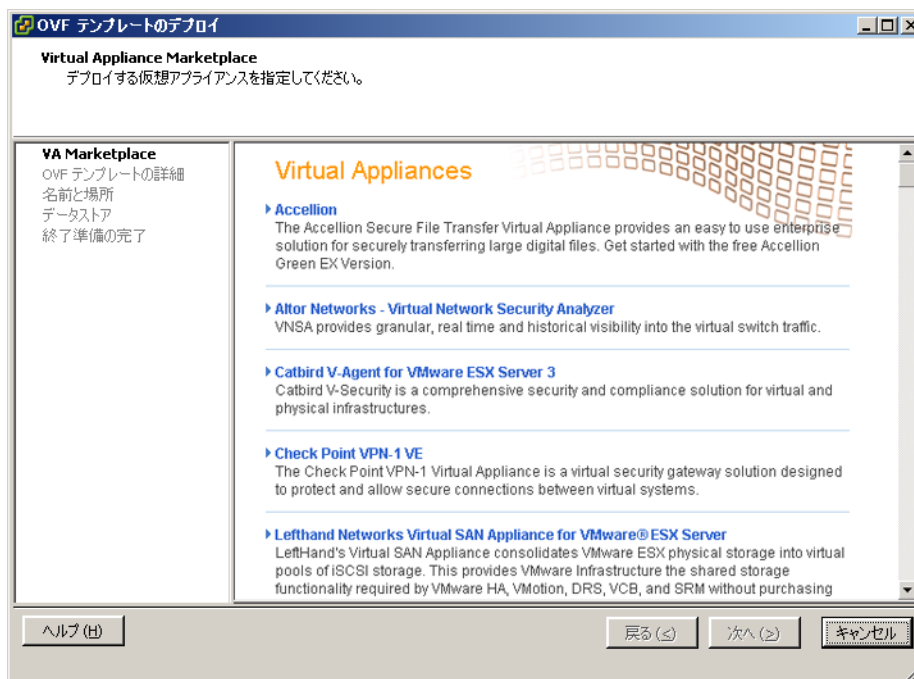 OVF テンプレートのデプロイ
Virtual Appliance Marketplace
デプロイする仮想アプライアンスを指定してください。
VA Marketplace
OVF テンプレートの詳細
名前と場所
データストア
終了準備の完了
Virtual Appliances
Accellion
The Accellion Secure File Transfer Virtual Appliance provides an easy to use enterprise
solution for securely transferring large digital files. Get started with the free Accellion
Green EX Version.
Altor Networks - Virtual Network Security Analyzer
VNSA provides granular, real time and historical visibility into the virtual switch traffic.
Catbird V-Agent for VMware ESX Server 3
Catbird V-Security is a comprehensive security and compliance solution for virtual and
physical infrastructures.
Check Point VPN-1 VE
The Check Point VPN-1 Virtual Appliance is a virtual security gateway solution designed
to protect and allow secure connections between virtual systems.
Lefthand Networks Virtual SAN Appliance for VMware® ESX Server
LeftHand's Virtual SAN Appliance consolidates VMware ESX physical storage into virtual
pools of iSCSI storage. This provides VMware Infrastructure the shared storage
functionality required by VMware HA, VMotion, DRS, VCB, and SRM without purchasing
ヘルプ(H)
戻る(<)
次へ(>)
キャンセル